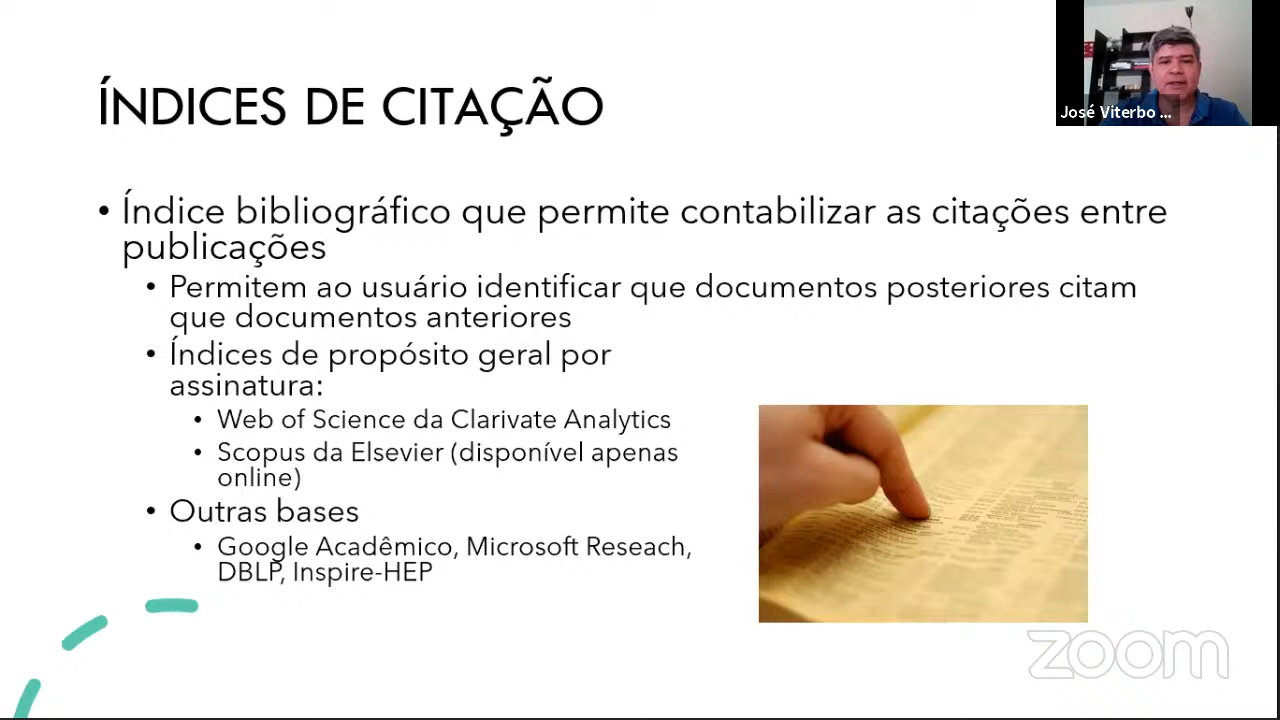 José Viterbo ...
ÍNDICES DE CITAÇÃO
• Índice bibliográfico que permite contabilizar as citações entre
publicações
• Permitem ao usuário identificar que documentos posteriores citam
que documentos anteriores
• Índices de propósito geral por
assinatura:
• Web of Science da Clarivate Analytics
• Scopus da Elsevier (disponível apenas
online)
• Outras bases
• Google Acadêmico, Microsoft Reseach,
DBLP, Inspire-HEP
zoom